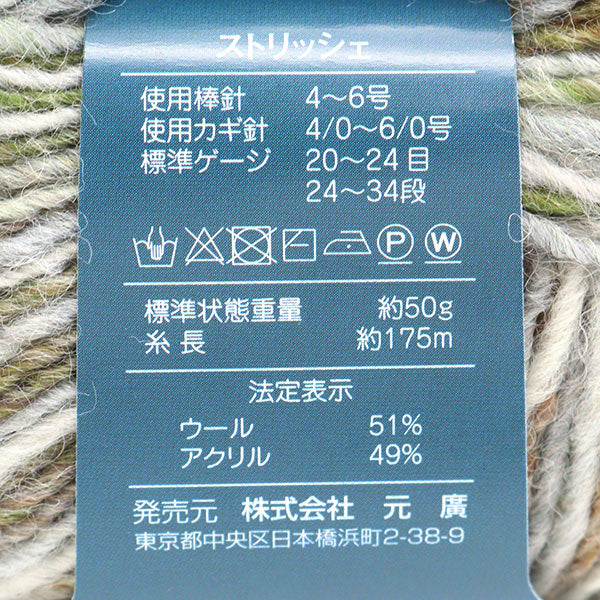 ストリッシェ
使用棒針 4〜6号
使用カギ針 4/0〜6/0号
標準ゲージ 20〜24目
24〜34段
P W
標準状態重量 約50g
糸長 約175m
法定表示
ウール 51%
アクリル 49%
発売元 株式会社 元廣
東京都中央区日本橋浜町2-38-9